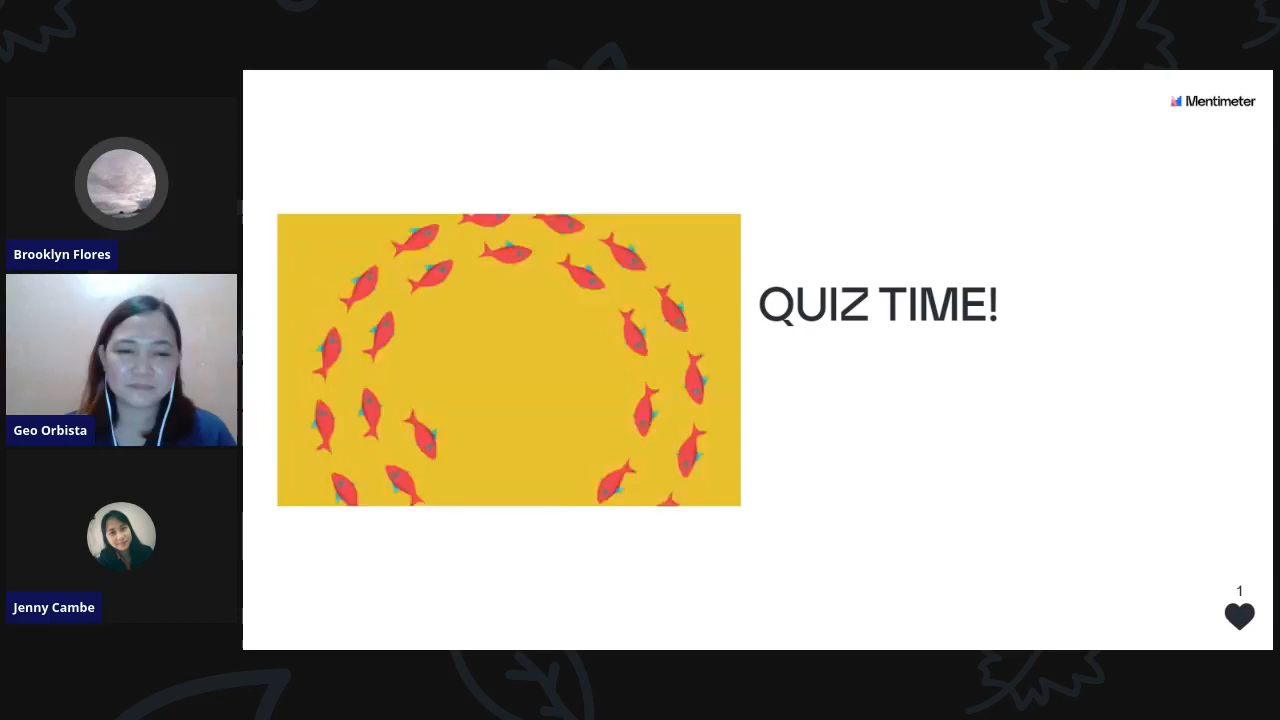 Mentimeter
Brooklyn Flores
QUIZ TIME!
Geo Orbista
Jenny Cambe
1